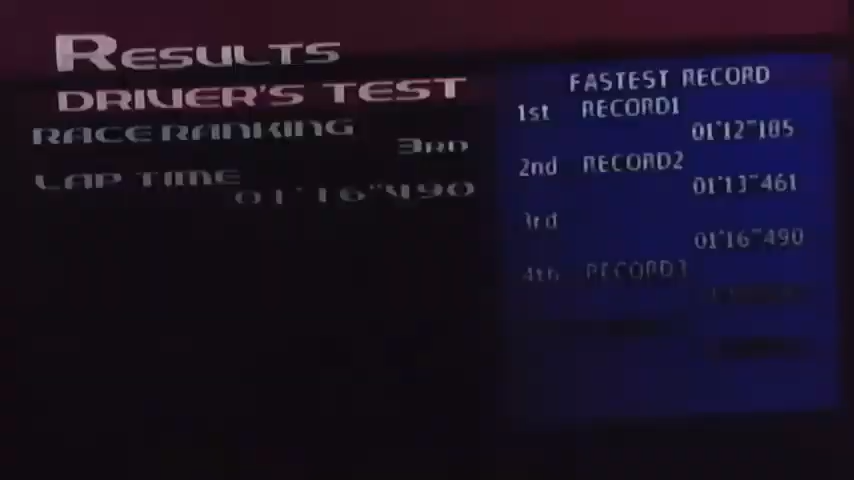 RESULTS
DRIVER'S TEST
RACE RANKING
3RD
LAP TIME
01'16"490
FASTEST RECORD
1st RECORD1
01'12"185
2nd RECORD2
01'13"461
3rd
01'16"490
4th RECORD3